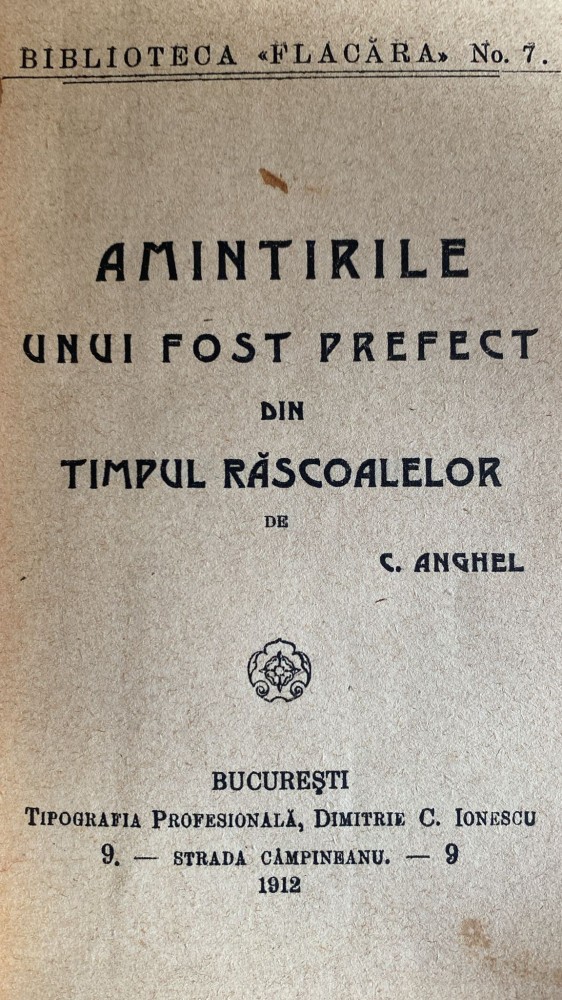 BIBLIOTECA «FLACĂRA» No. 7.
AMINTIRILE
UNUI FOST PREFECT
DIN
TIMPUL RĂSCOALELOR
DE
C. ANGHEL
BUCUREŞTI
TIPOGRAFIA PROFESIONALĂ, DIMITRIE C. IONESCU
9. — STRADA CÂMPINEANU. — 9
1912